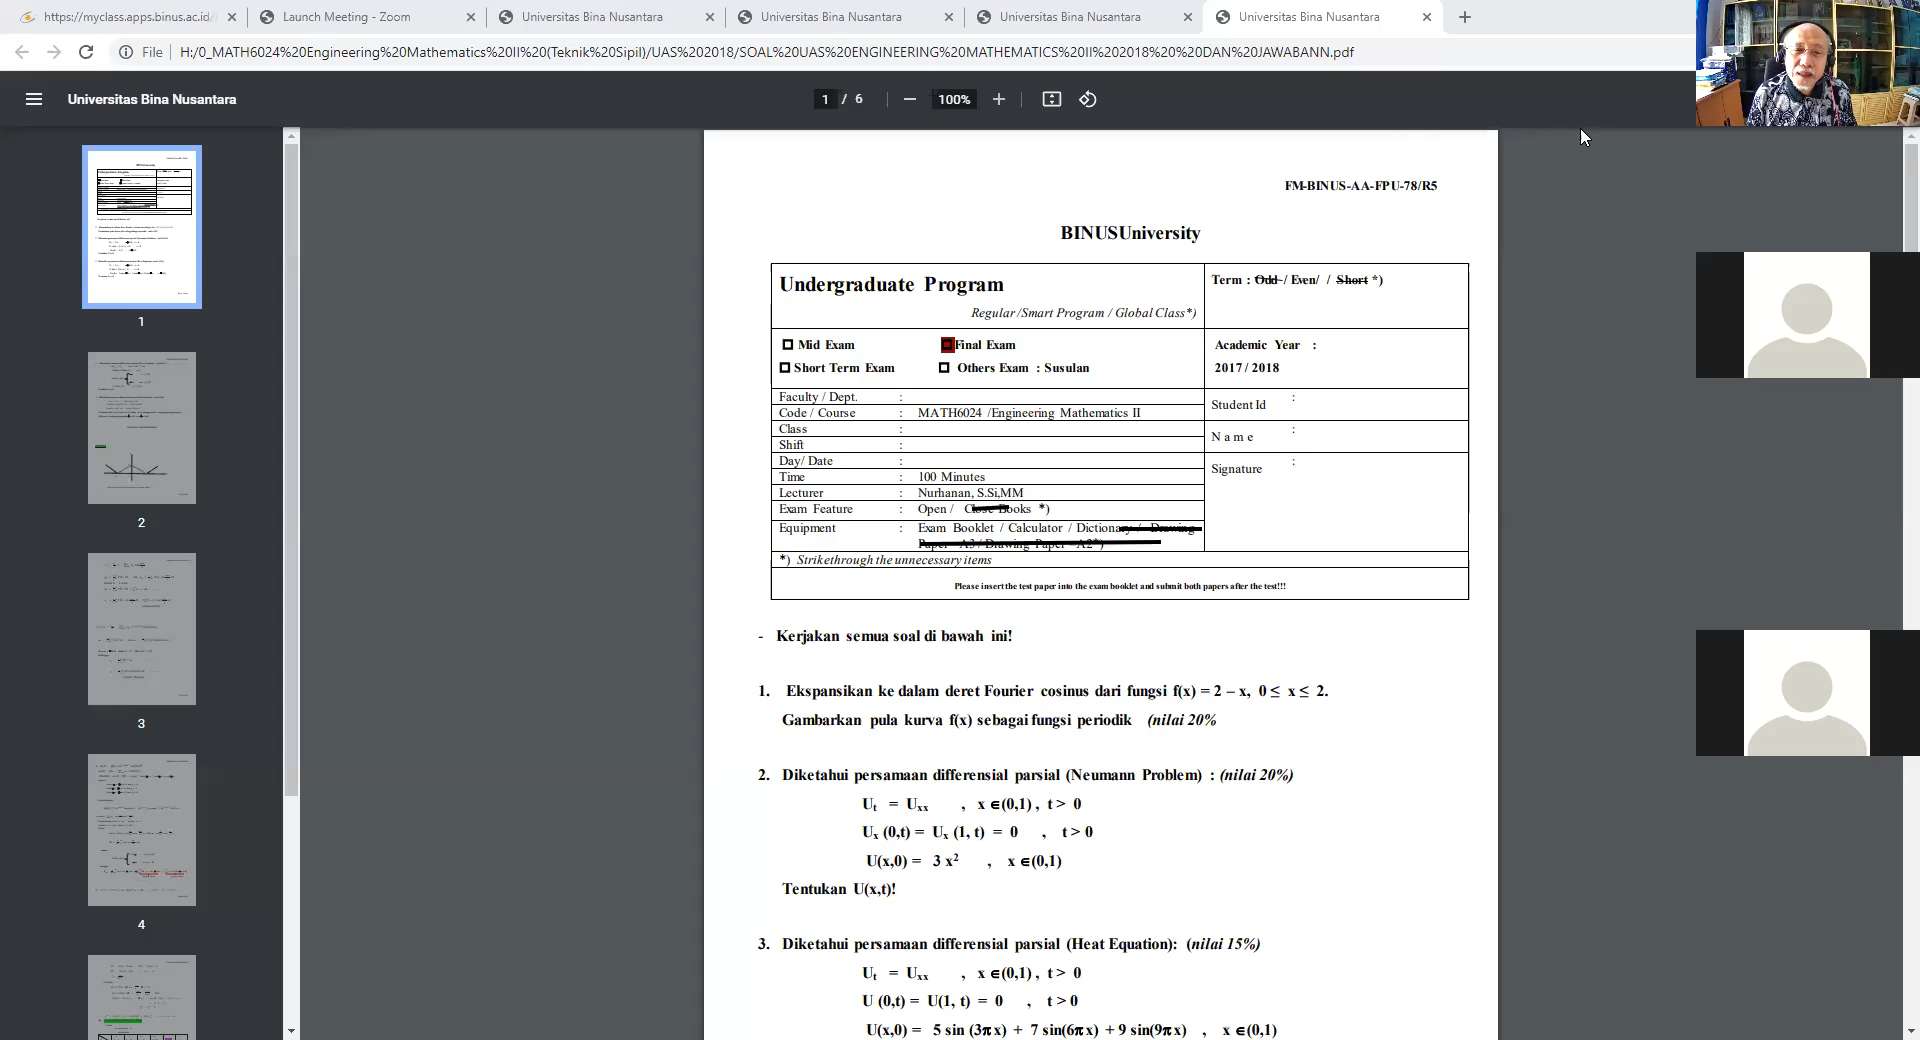 https://myclass.apps.binus.ac.id/
Launch Meeting - Zoom
Universitas Bina Nusantara
Universitas Bina Nusantara
Universitas Bina Nusantara
Universitas Bina Nusantara
File
H:/0_MATH6024%20Engineering%20Mathematics%20II%20(Teknik%20Sipil)/UAS%202018/SOAL%20UAS%20ENGINEERING%20MATHEMATICS%20II%202018%20%20DAN%20JAWABANN.pdf
Universitas Bina Nusantara
1 / 6
100%
1
2
3
4
FM-BINUS-AA-FPU-78/R5
BINUSUniversity
Undergraduate Program
Regular /Smart Program / Global Class*)
Term : Odd / Even/ / Short *)
Mid Exam
Final Exam
Short Term Exam
Others Exam : Susulan
Academic Year :
2017 / 2018
Faculty / Dept. :
Code / Course : MATH6024 /Engineering Mathematics II
Class :
Shift :
Day/ Date :
Time : 100 Minutes
Lecturer : Nurhanan, S.Si,MM
Exam Feature : Open / Close Books *)
Equipment : Exam Booklet / Calculator / Dictionary / Drawing
Paper A3 / Drawing Paper A2*)
Student Id :
N a m e :
Signature :
*) Strikethrough the unnecessary items
Please insert the test paper into the exam booklet and submit both papers after the test!!!
- Kerjakan semua soal di bawah ini!
1. Ekspansikan ke dalam deret Fourier cosinus dari fungsi f(x) = 2 – x, 0 ≤ x ≤ 2.
Gambarkan pula kurva f(x) sebagai fungsi periodik (nilai 20%
2. Diketahui persamaan differensial parsial (Neumann Problem) : (nilai 20%)
Uₜ = Uₓₓ , x ∈(0,1) , t > 0
Uₓ (0,t) = Uₓ (1, t) = 0 , t > 0
U(x,0) = 3 x² , x ∈(0,1)
Tentukan U(x,t)!
3. Diketahui persamaan differensial parsial (Heat Equation): (nilai 15%)
Uₜ = Uₓₓ , x ∈(0,1) , t > 0
U (0,t) = U(1, t) = 0 , t > 0
U(x,0) = 5 sin (3π x) + 7 sin(6π x) + 9 sin(9π x) , x ∈(0,1)